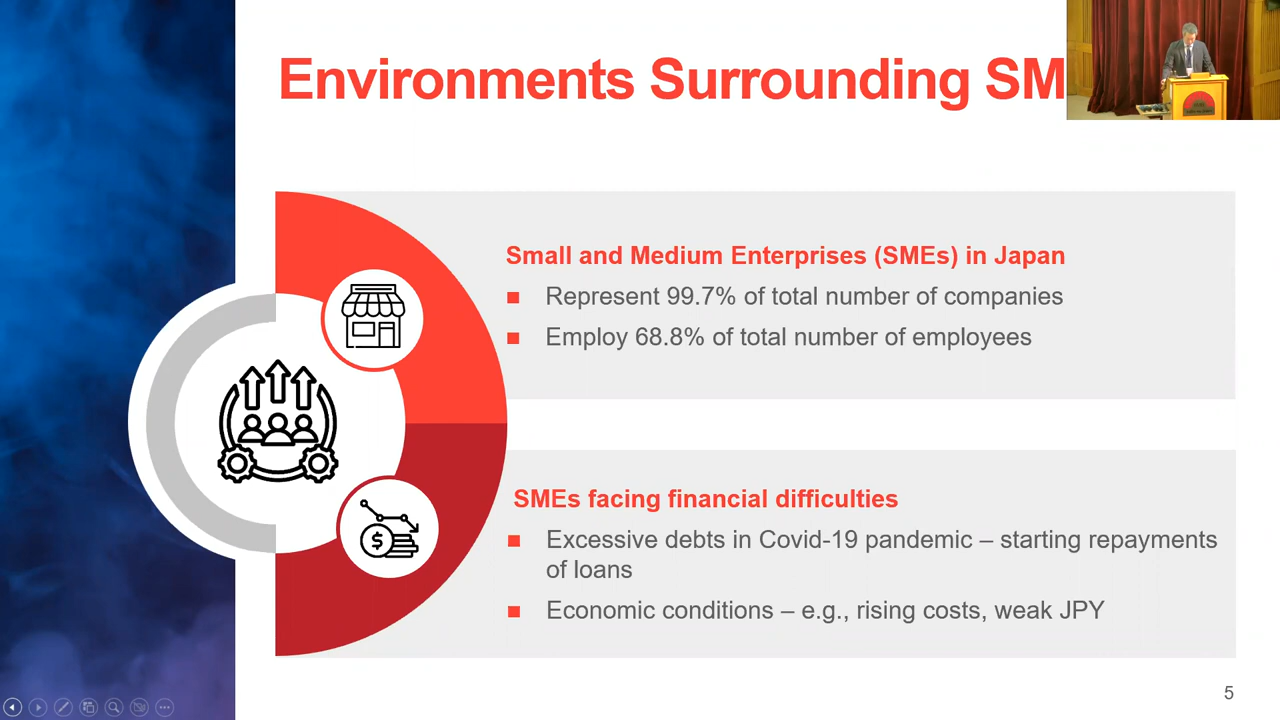 Environments Surrounding SM
Small and Medium Enterprises (SMEs) in Japan
■ Represent 99.7% of total number of companies
■ Employ 68.8% of total number of employees
$
SMEs facing financial difficulties
■ Excessive debts in Covid-19 pandemic – starting repayments
of loans
■ Economic conditions – e.g., rising costs, weak JPY
5